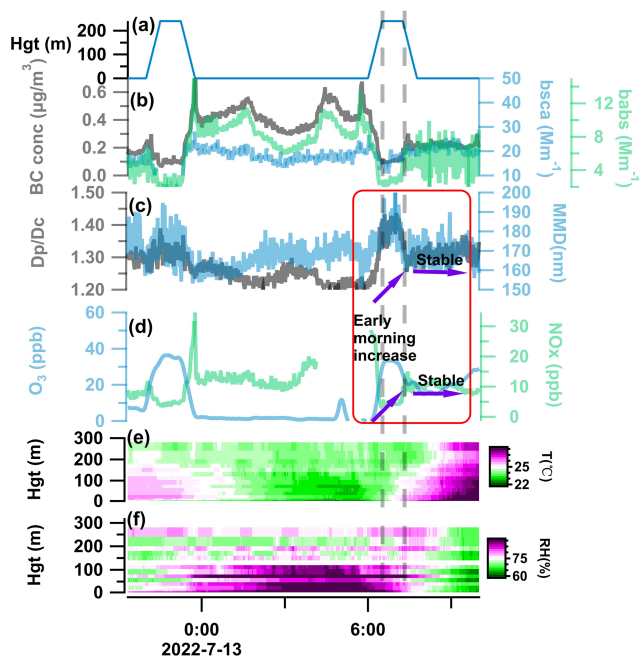 (a)
Hgt (m)
200
100
0
(b)
BC conc (µg/m³)
0.6
0.4
0.2
0.0
50
40
30
20
10
bsca (Mm⁻¹)
12
8
4
babs (Mm⁻¹)
(c)
Dp/Dc
1.50
1.40
1.30
1.20
200
190
180
170
160
150
MMD(nm)
Stable
Early
morning
increase
(d)
O₃ (ppb)
60
40
20
0
30
20
10
0
NOx (ppb)
Stable
(e)
Hgt (m)
300
200
100
0
25
22
T(℃)
(f)
Hgt (m)
300
200
100
0
75
60
RH(%)
0:00
6:00
2022-7-13